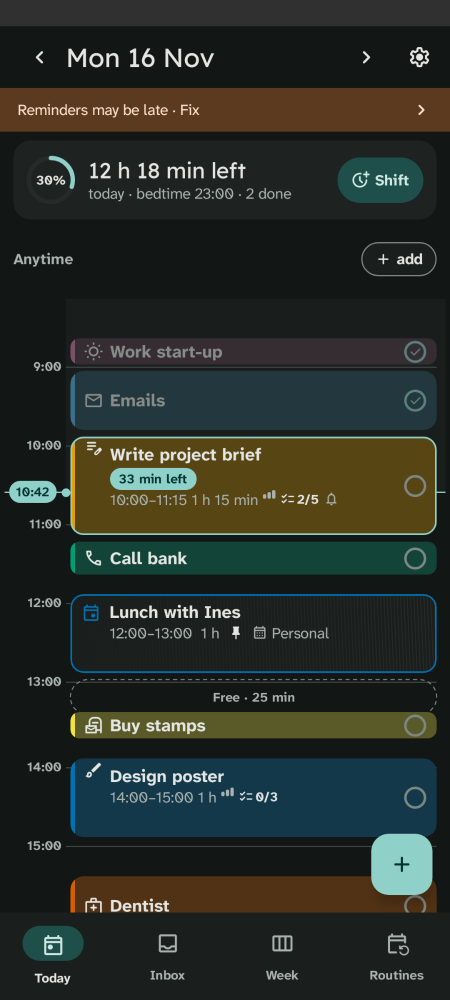 Mon 16 Nov
Reminders may be late · Fix
30%
12 h 18 min left
today · bedtime 23:00 · 2 done
Shift
Anytime
+ add
Work start-up
9:00
Emails
10:00
Write project brief
33 min left
10:00–11:15 1 h 15 min 2/5
10:42
11:00
Call bank
12:00
Lunch with Ines
12:00–13:00 1 h Personal
13:00
Free · 25 min
Buy stamps
14:00
Design poster
14:00–15:00 1 h 0/3
15:00
Dentist
Today
Inbox
Week
Routines